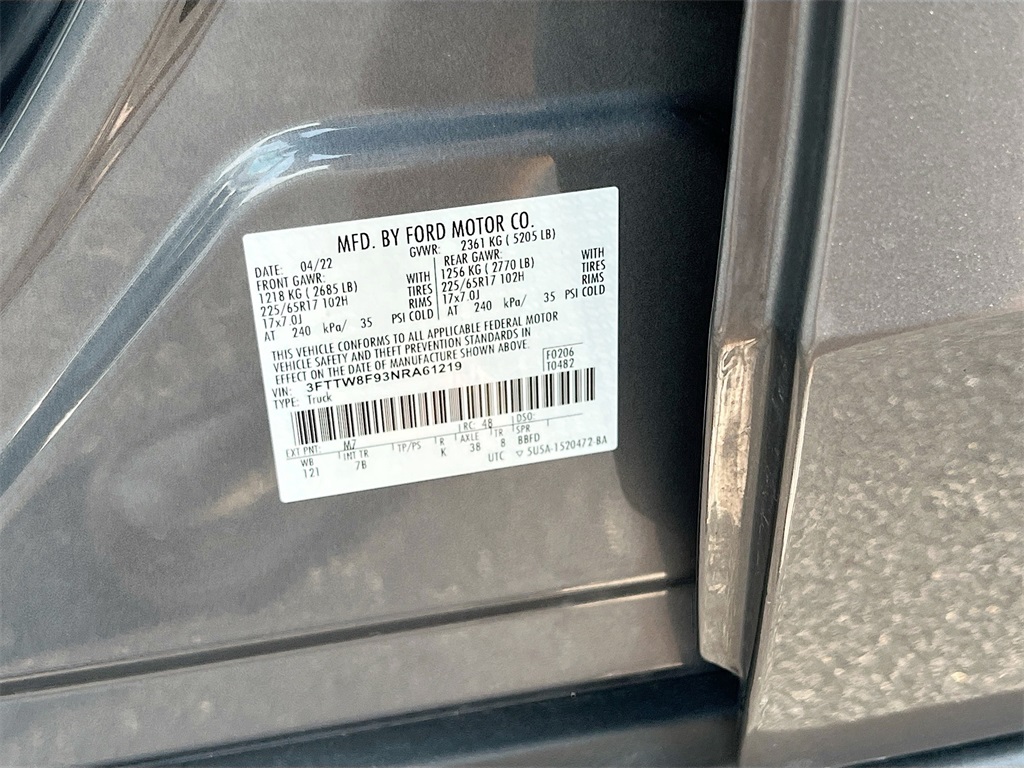 MFD. BY FORD MOTOR CO.
DATE: 04/22 GVWR: 2361 KG ( 5205 LB)
FRONT GAWR: REAR GAWR:
1218 KG ( 2685 LB) WITH 1256 KG ( 2770 LB) WITH
225/65R17 102H TIRES 225/65R17 102H TIRES
17x7.0J RIMS 17x7.0J RIMS
AT 240 kPa/ 35 PSI COLD AT 240 kPa/ 35 PSI COLD
THIS VEHICLE CONFORMS TO ALL APPLICABLE FEDERAL MOTOR
VEHICLE SAFETY AND THEFT PREVENTION STANDARDS IN
EFFECT ON THE DATE OF MANUFACTURE SHOWN ABOVE.
VIN: 3FTTW8F93NRA61219 F0206
TYPE: Truck T0482
EXT PNT: M7 RC: 48 DSO:
WB INT TR TP/PS R AXLE TR SPR
121 7B K 3B 8 BBFD
UTC ▽ 5U5A-1520472-BA